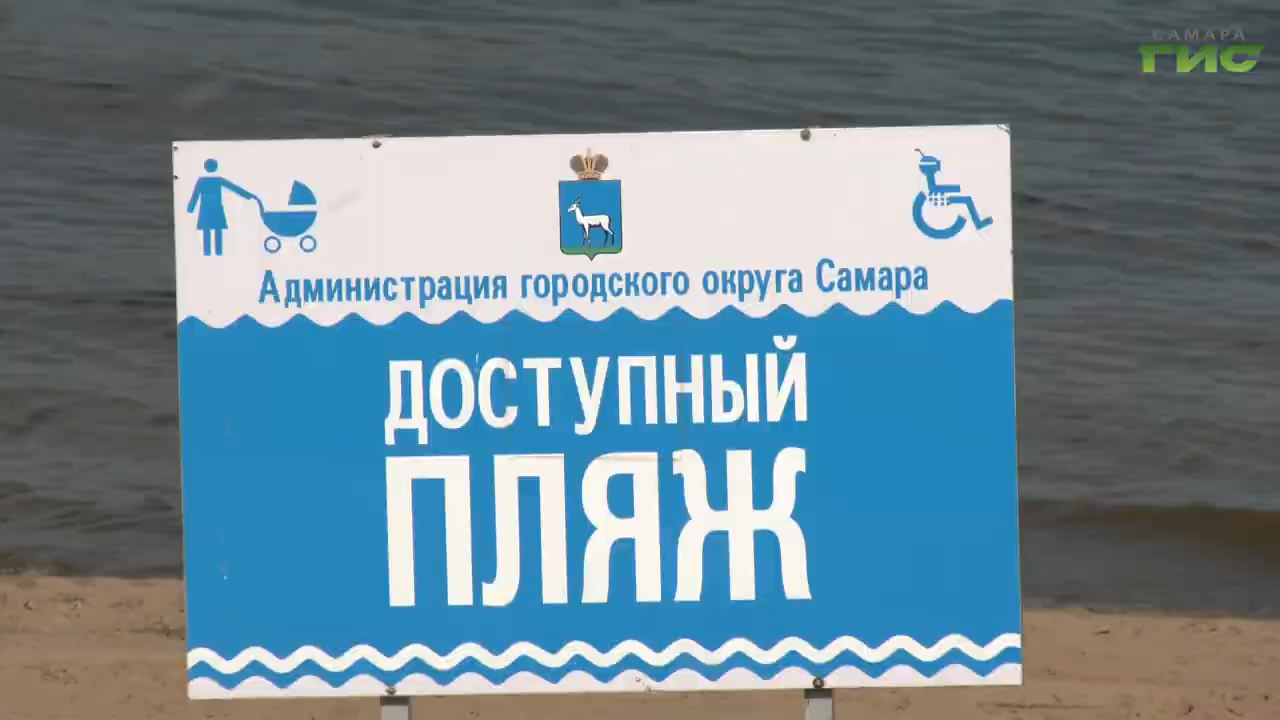 САМАРА
ГИС
Администрация городского округа Самара
ДОСТУПНЫЙ
ПЛЯЖ